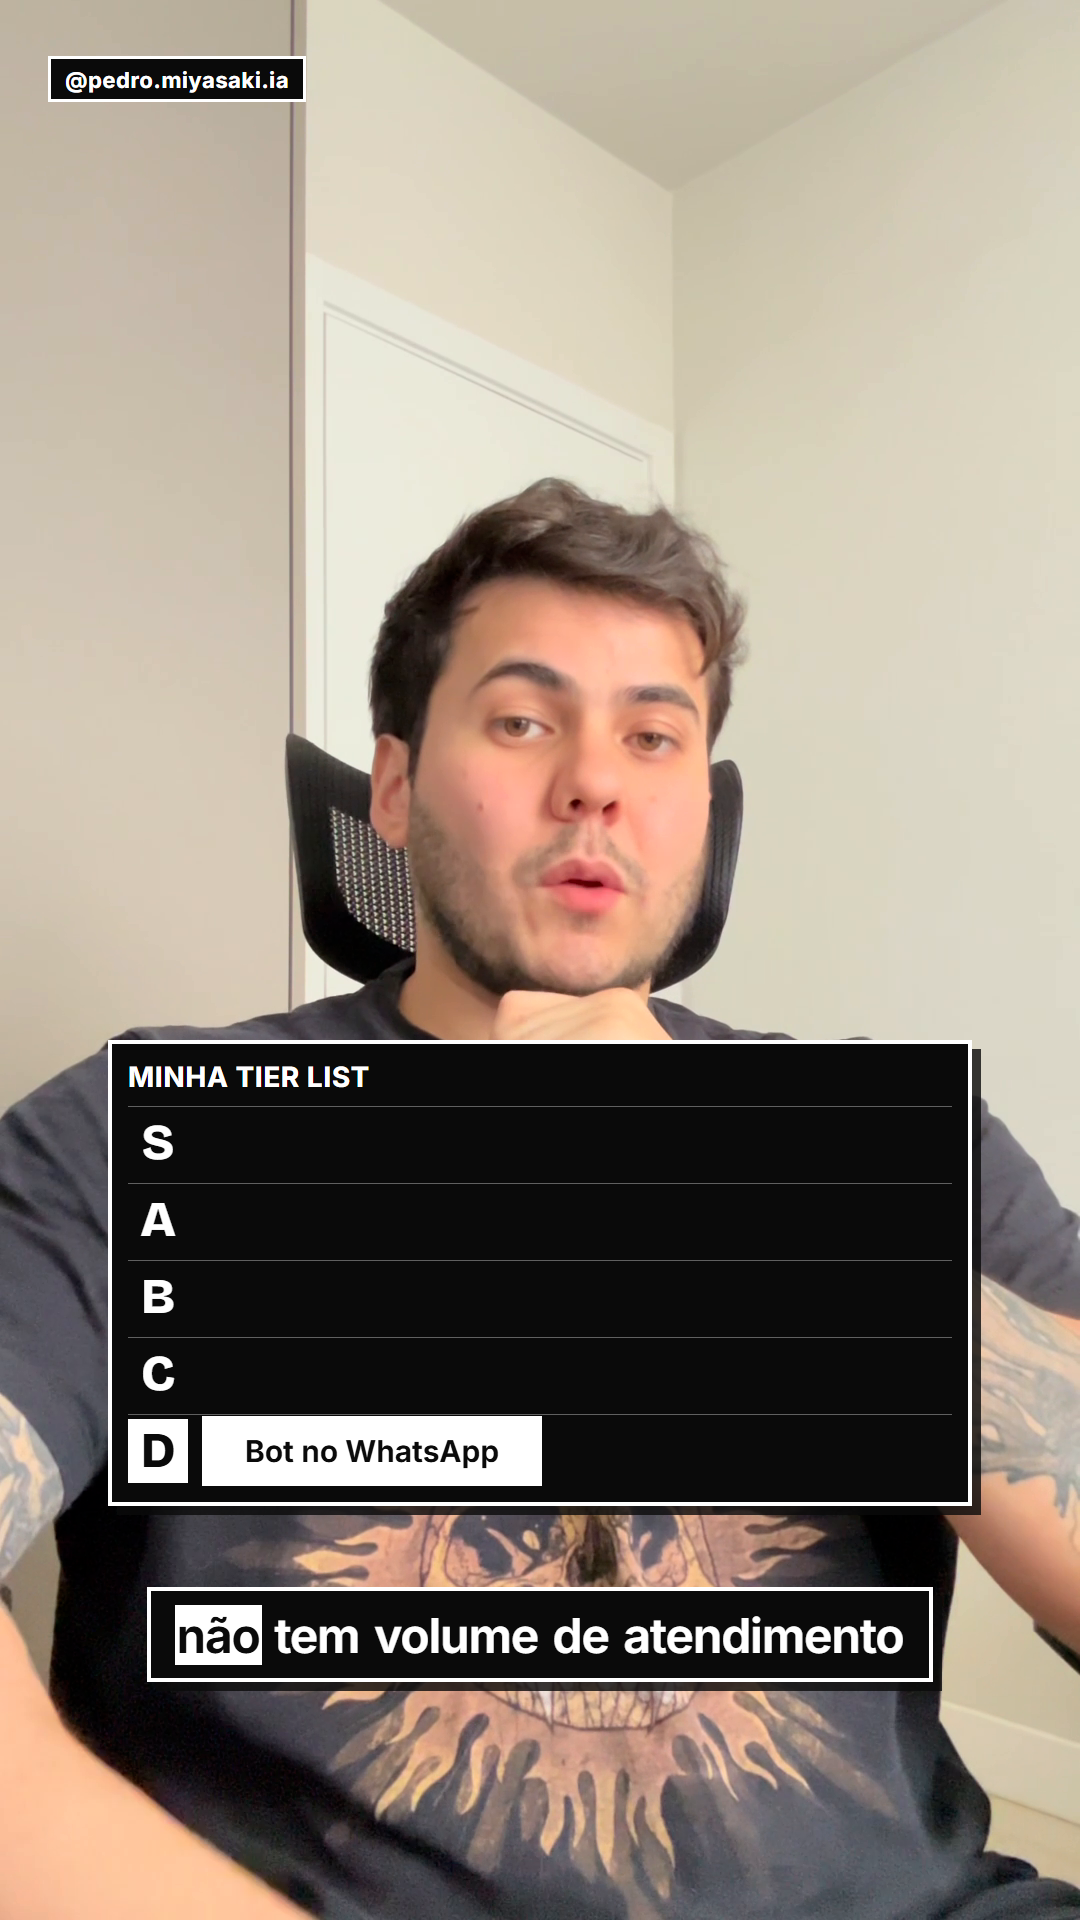 @pedro.miyasaki.ia
MINHA TIER LIST
S
A
B
C
D Bot no WhatsApp
não tem volume de atendimento